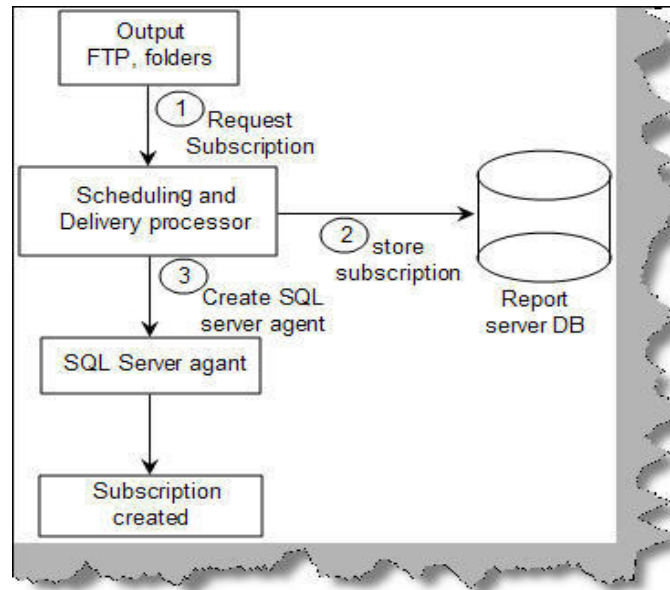 Output
FTP, folders
1
Request
Subscription
Scheduling and
Delivery processor
2
store
subscription
3
Create SQL
server agent
Report
server DB
SQL Server agant
Subscription
created